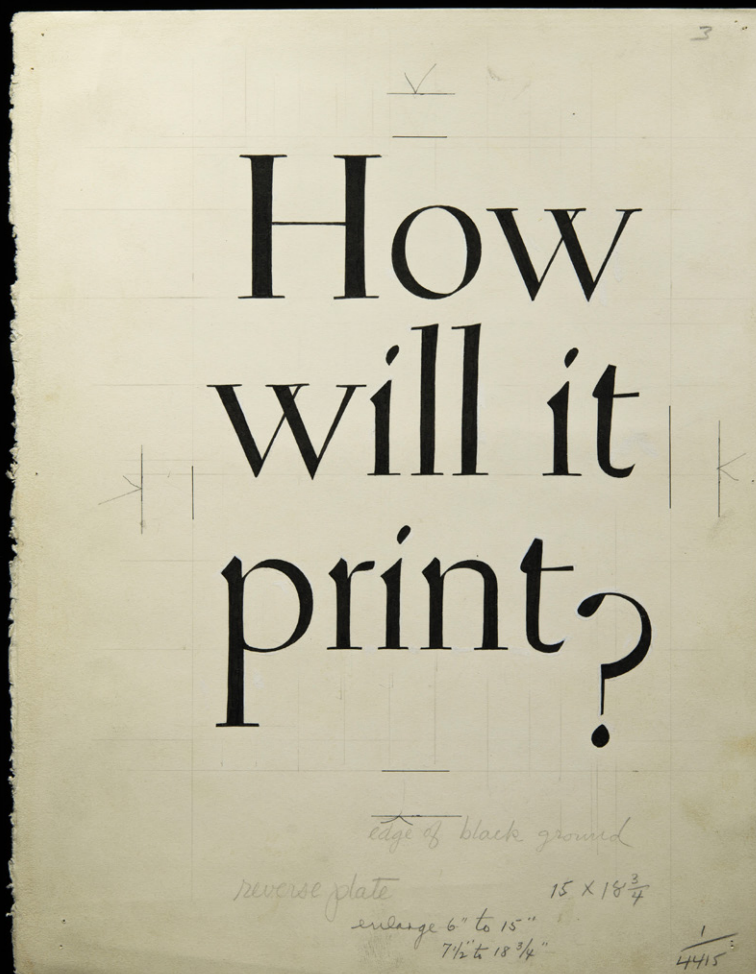 3
How
will it
print?
edge of black ground
reverse plate
15 x 18 3/4
enlarge 6" to 15"
7 1/2" to 18 3/4"
1/4415